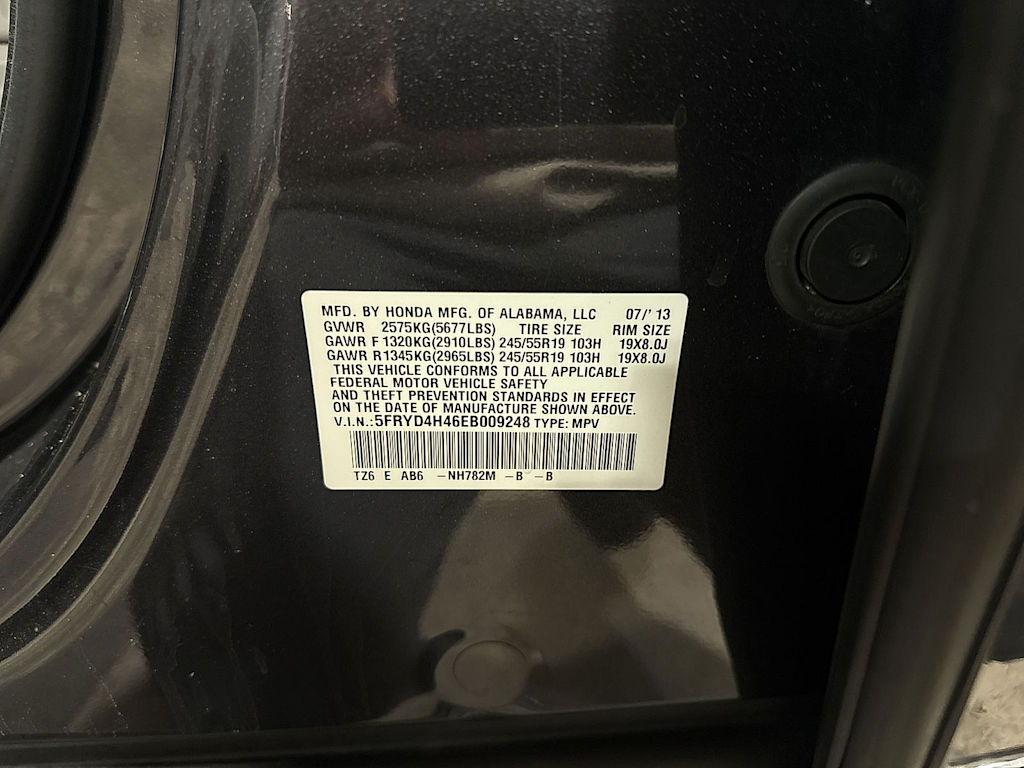 MFD. BY HONDA MFG. OF ALABAMA, LLC 07/' 13
GVWR 2575KG(5677LBS) TIRE SIZE RIM SIZE
GAWR F 1320KG(2910LBS) 245/55R19 103H 19X8.0J
GAWR R1345KG(2965LBS) 245/55R19 103H 19X8.0J
THIS VEHICLE CONFORMS TO ALL APPLICABLE
FEDERAL MOTOR VEHICLE SAFETY
AND THEFT PREVENTION STANDARDS IN EFFECT
ON THE DATE OF MANUFACTURE SHOWN ABOVE.
V.I.N.:5FRYD4H46EB009248 TYPE: MPV
TZ6 E AB6 –NH782M –B –B